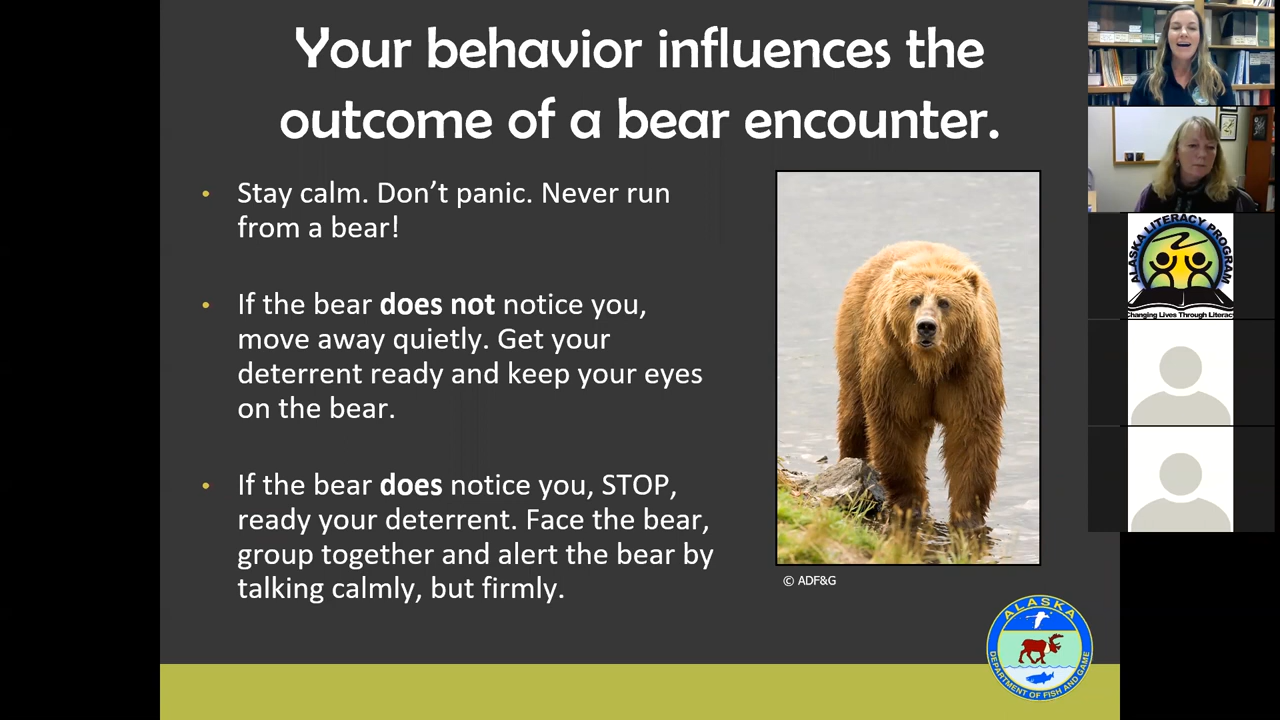 Your behavior influences the
outcome of a bear encounter.
• Stay calm. Don’t panic. Never run
from a bear!
• If the bear does not notice you,
move away quietly. Get your
deterrent ready and keep your eyes
on the bear.
• If the bear does notice you, STOP,
ready your deterrent. Face the bear,
group together and alert the bear by
talking calmly, but firmly.
© ADF&G
ALASKA
DEPARTMENT OF FISH AND GAME
ALASKA LITERACY PROGRAM
Changing Lives Through Literac